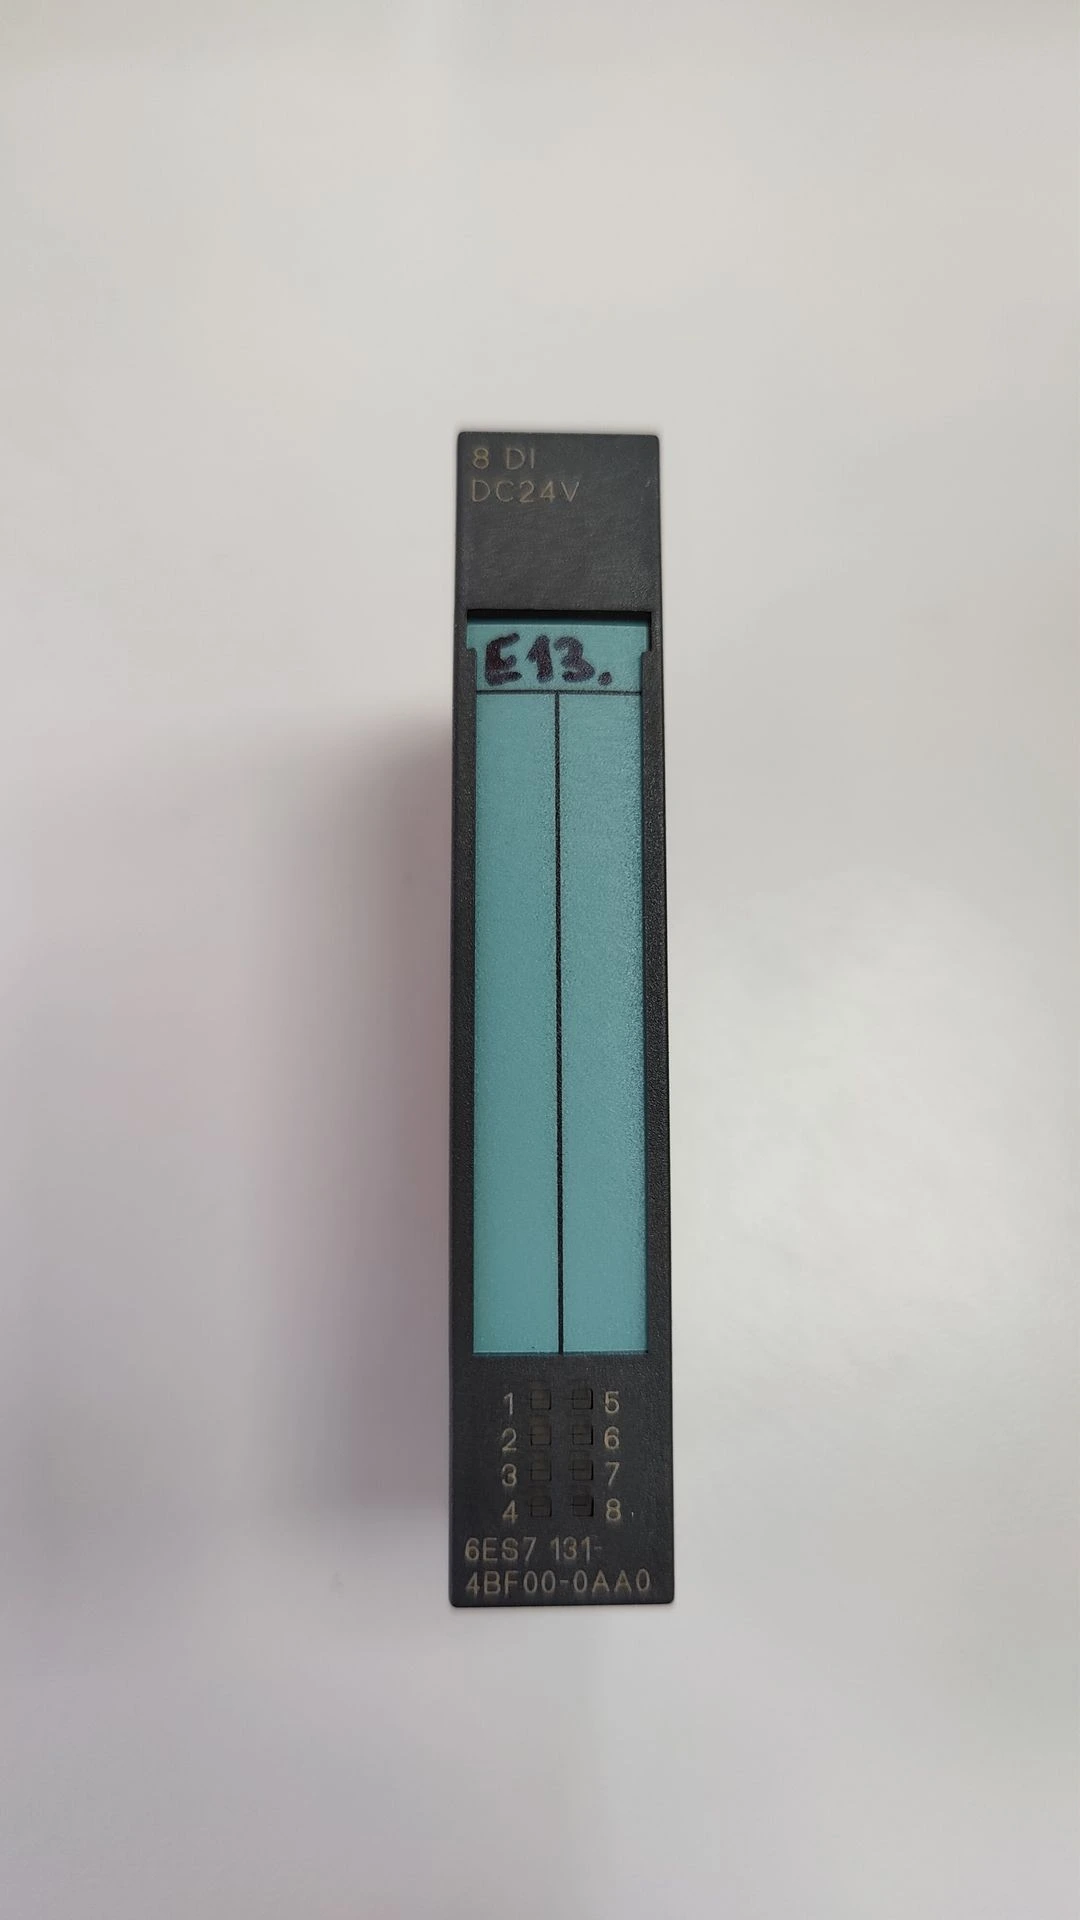 8 DI
DC24V
E13.
1 5
2 6
3 7
4 8
6ES7 131-
4BF00-0AA0